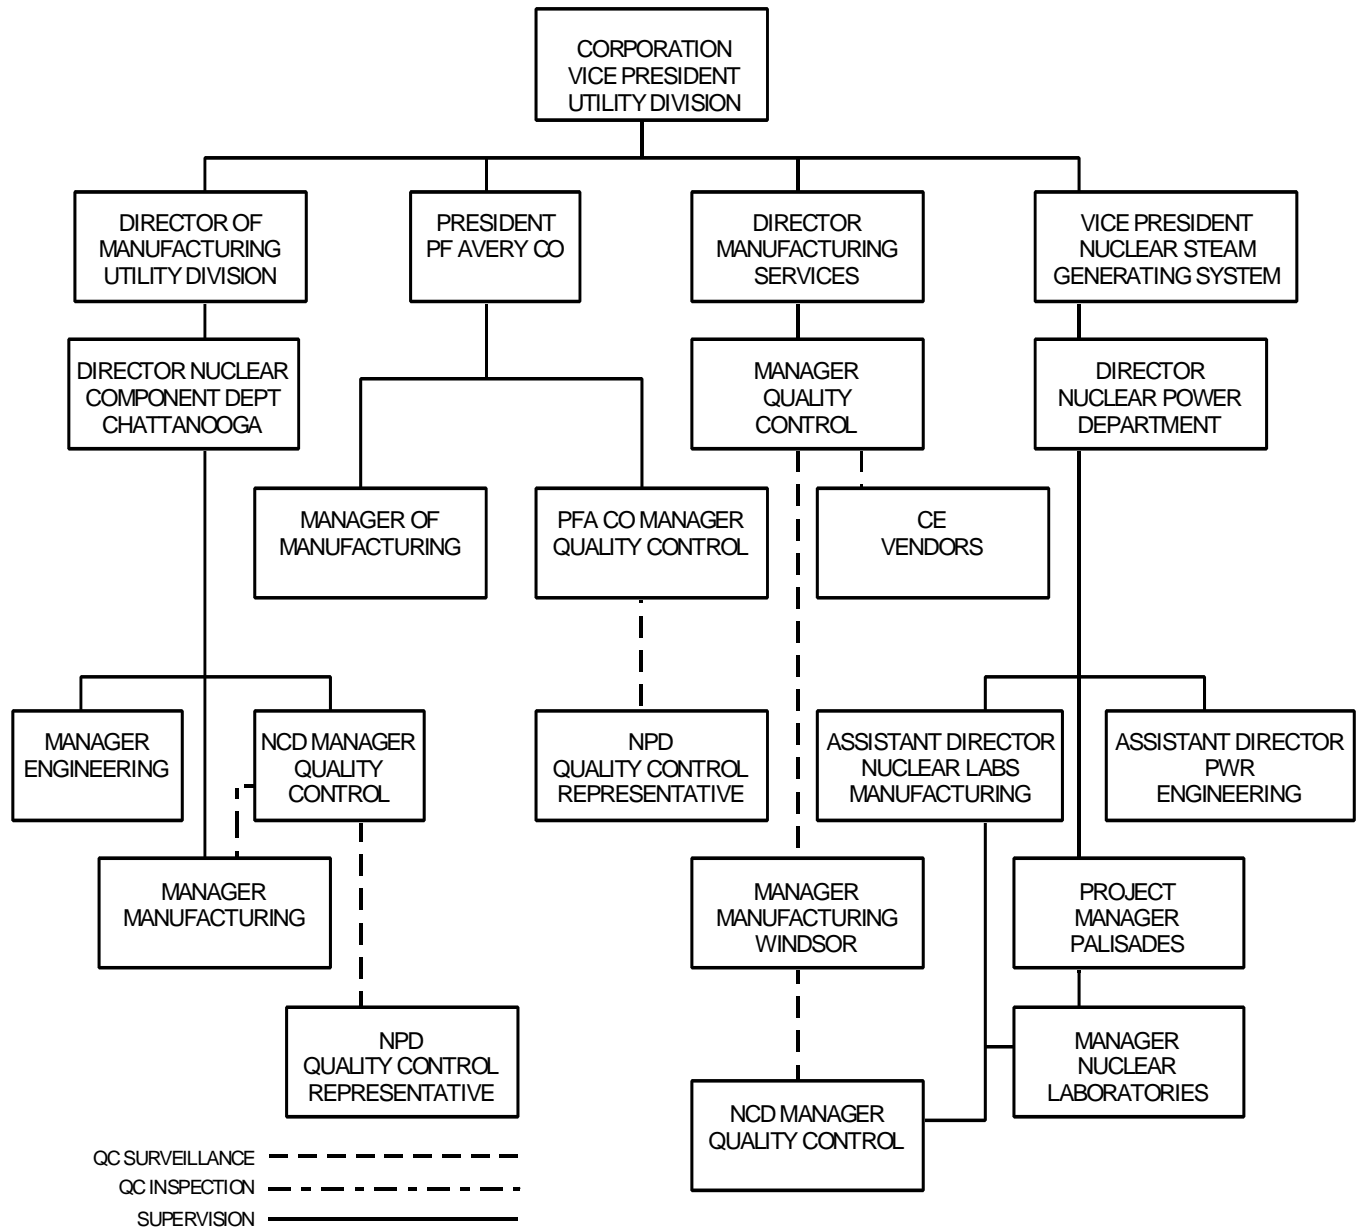 CORPORATION
VICE PRESIDENT
UTILITY DIVISION
DIRECTOR OF
MANUFACTURING
UTILITY DIVISION
PRESIDENT
PF AVERY CO
DIRECTOR
MANUFACTURING
SERVICES
VICE PRESIDENT
NUCLEAR STEAM
GENERATING SYSTEM
DIRECTOR NUCLEAR
COMPONENT DEPT
CHATTANOOGA
MANAGER
QUALITY
CONTROL
DIRECTOR
NUCLEAR POWER
DEPARTMENT
MANAGER OF
MANUFACTURING
PFA CO MANAGER
QUALITY CONTROL
CE
VENDORS
MANAGER
ENGINEERING
NCD MANAGER
QUALITY
CONTROL
NPD
QUALITY CONTROL
REPRESENTATIVE
ASSISTANT DIRECTOR
NUCLEAR LABS
MANUFACTURING
ASSISTANT DIRECTOR
PWR
ENGINEERING
MANAGER
MANUFACTURING
MANAGER
MANUFACTURING
WINDSOR
PROJECT
MANAGER
PALISADES
NPD
QUALITY CONTROL
REPRESENTATIVE
MANAGER
NUCLEAR
LABORATORIES
NCD MANAGER
QUALITY CONTROL
QC SURVEILLANCE
QC INSPECTION
SUPERVISION